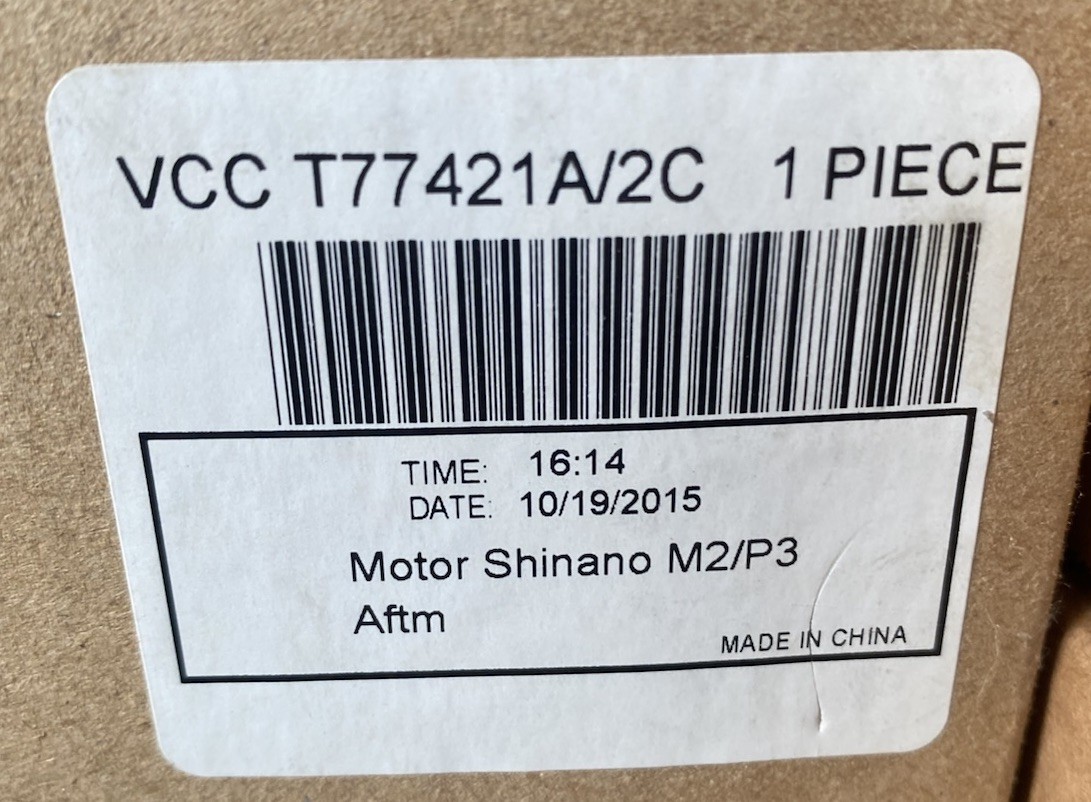 VCC T77421A/2C 1 PIECE
TIME: 16:14
DATE: 10/19/2015
Motor Shinano M2/P3
Aftm
MADE IN CHINA